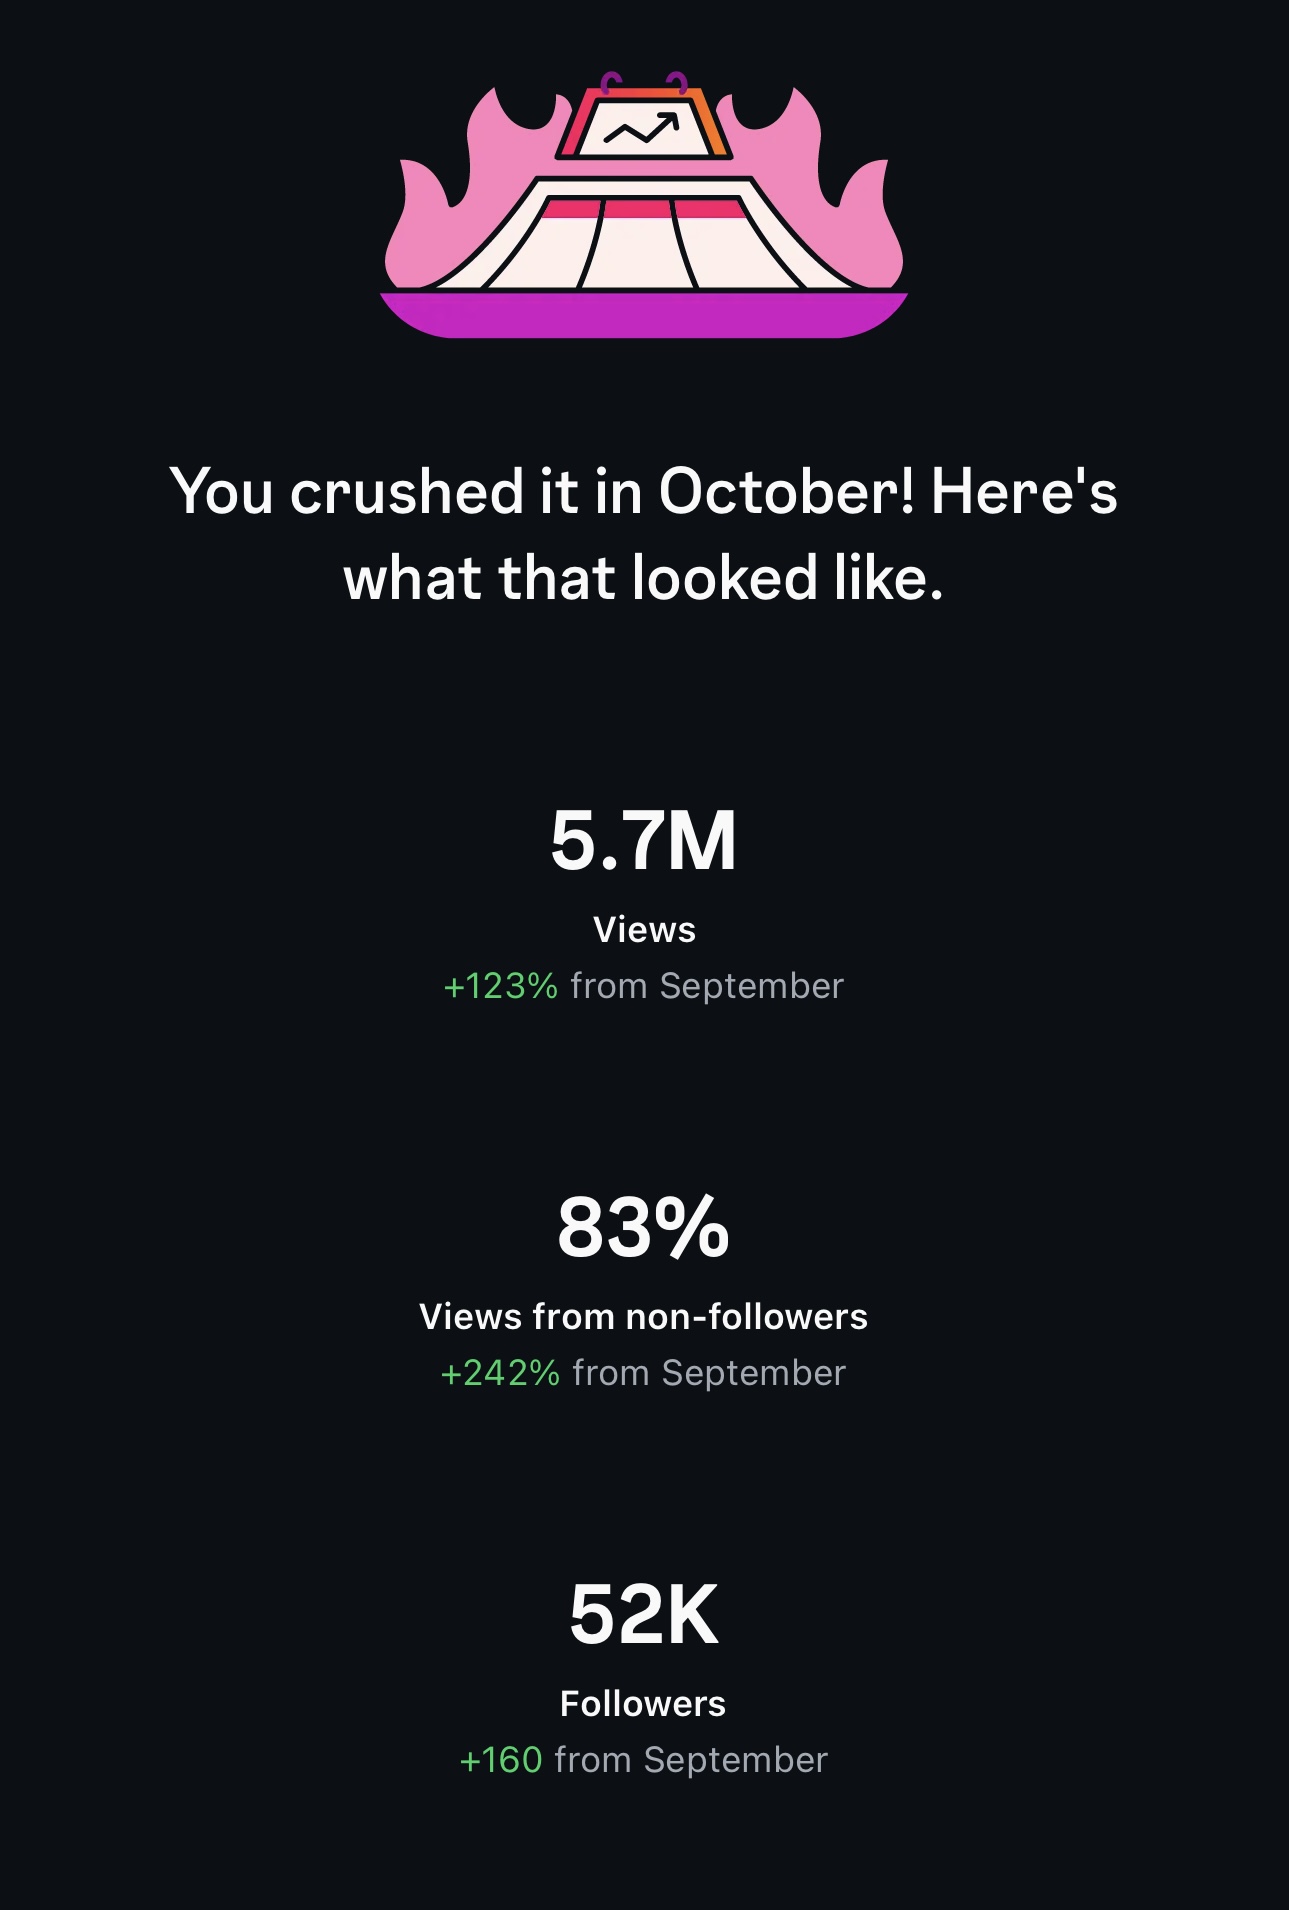 You crushed it in October! Here's
what that looked like.
5.7M
Views
+123% from September
83%
Views from non-followers
+242% from September
52K
Followers
+160 from September